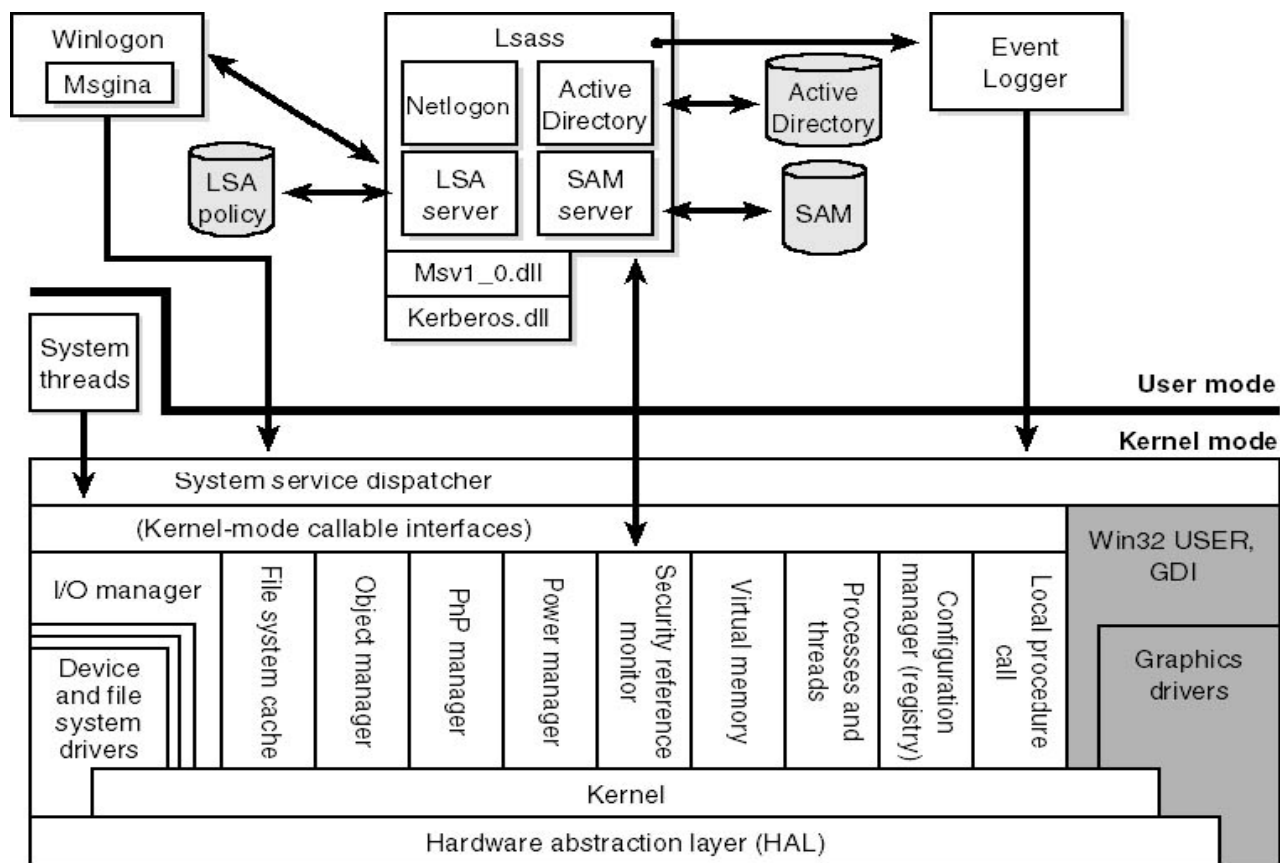 Winlogon
Msgina
Lsass
Netlogon
Active
Directory
LSA
server
SAM
server
Msv1_0.dll
Kerberos.dll
LSA
policy
Active
Directory
SAM
Event
Logger
System
threads
User mode
Kernel mode
System service dispatcher
(Kernel-mode callable interfaces)
I/O manager
Device and
file system
drivers
File system cache
Object manager
PnP manager
Power manager
Security reference
monitor
Virtual memory
Processes and
threads
Configuration
manager (registry)
Local procedure
call
Win32 USER,
GDI
Graphics
drivers
Kernel
Hardware abstraction layer (HAL)